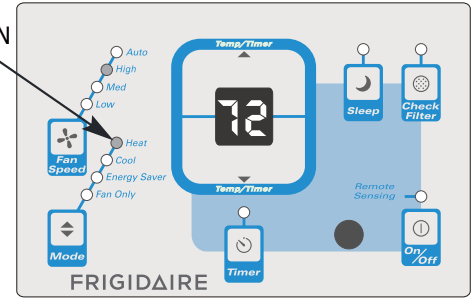 N
Auto
High
Med
Low
Fan
Speed
Heat
Cool
Energy Saver
Fan Only
Mode
Temp/Timer
72
Temp/Timer
Timer
Sleep
Check
Filter
Remote
Sensing
On/
Off
FRIGIDAIRE